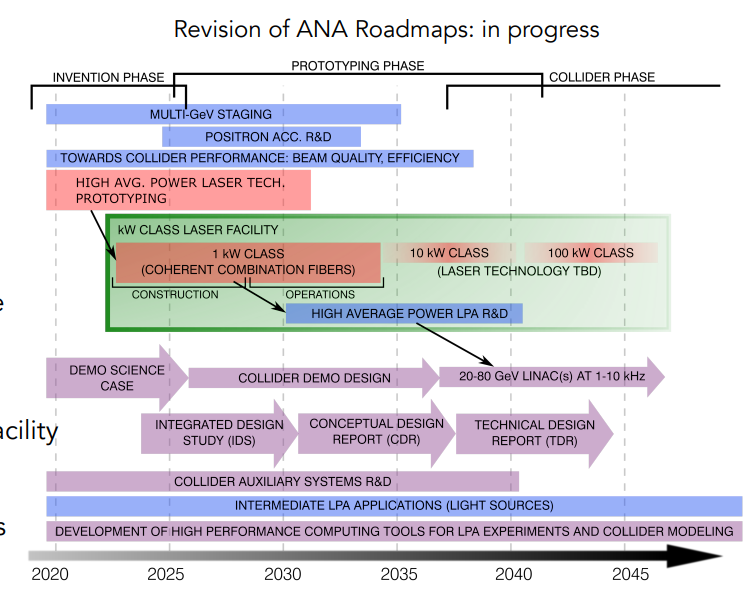 Revision of ANA Roadmaps: in progress
PROTOTYPING PHASE
INVENTION PHASE
COLLIDER PHASE
MULTI-GeV STAGING
POSITRON ACC. R&D
TOWARDS COLLIDER PERFORMANCE: BEAM QUALITY, EFFICIENCY
HIGH AVG. POWER LASER TECH.
PROTOTYPING
kW CLASS LASER FACILITY
1 kW CLASS
(COHERENT COMBINATION FIBERS)
10 kW CLASS
100 kW CLASS
(LASER TECHNOLOGY TBD)
CONSTRUCTION
OPERATIONS
e
HIGH AVERAGE POWER LPA R&D
DEMO SCIENCE
CASE
COLLIDER DEMO DESIGN
20-80 GeV LINAC(s) AT 1-10 kHz
acility
INTEGRATED DESIGN
STUDY (IDS)
CONCEPTUAL DESIGN
REPORT (CDR)
TECHNICAL DESIGN
REPORT (TDR)
COLLIDER AUXILIARY SYSTEMS R&D
INTERMEDIATE LPA APPLICATIONS (LIGHT SOURCES)
s
DEVELOPMENT OF HIGH PERFORMANCE COMPUTING TOOLS FOR LPA EXPERIMENTS AND COLLIDER MODELING
2020 2025 2030 2035 2040 2045